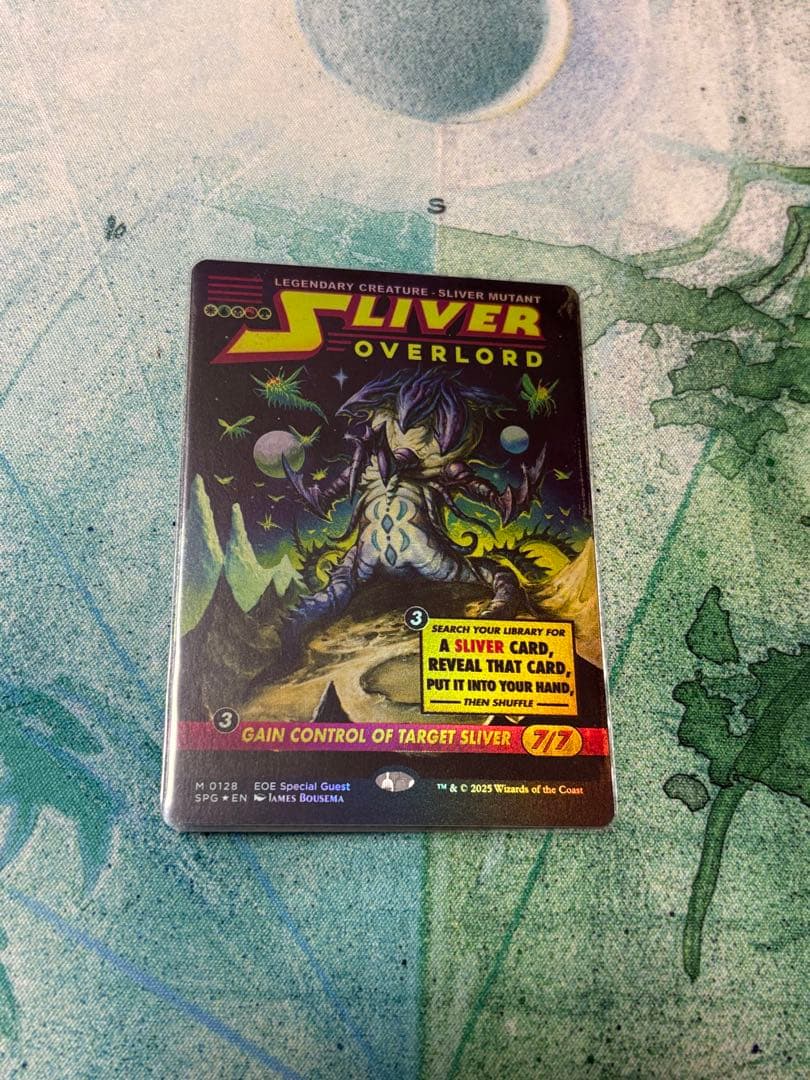 S
LEGENDARY CREATURE - SLIVER MUTANT
SLIVER
OVERLORD
3
SEARCH YOUR LIBRARY FOR
A SLIVER CARD,
REVEAL THAT CARD,
PUT IT INTO YOUR HAND,
THEN SHUFFLE
3
GAIN CONTROL OF TARGET SLIVER 7/7
M 0128 EOE Special Guest
SPG ★ EN JAMES BOUSEMA
™ & © 2025 Wizards of the Coast